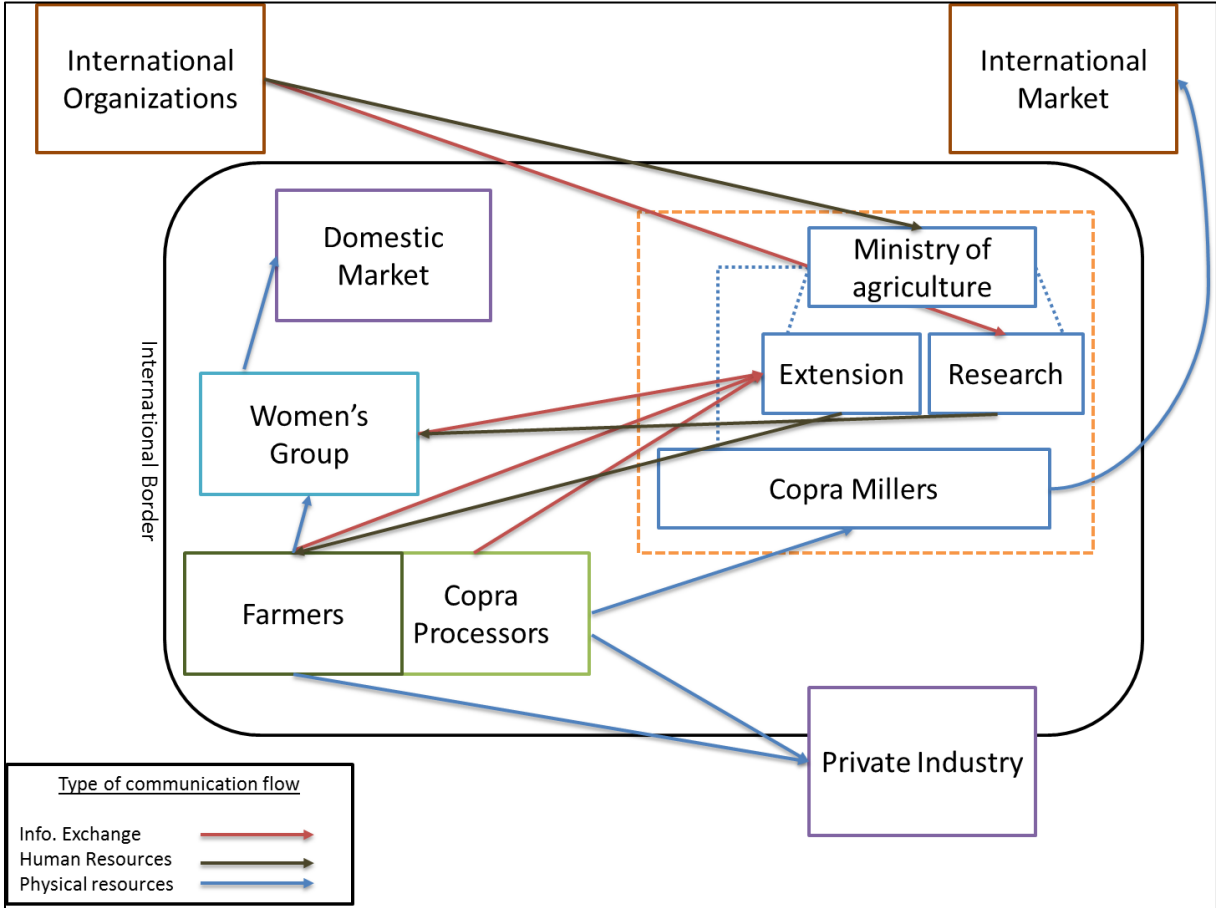 International
Organizations
International
Market
Domestic
Market
Ministry of
agriculture
International Border
Extension
Research
Women's
Group
Copra Millers
Farmers
Copra
Processors
Private Industry
Type of communication flow
Info. Exchange
Human Resources
Physical resources